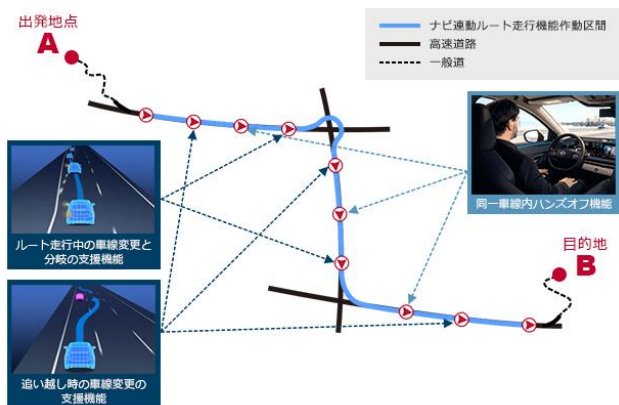 出発地点
A
ナビ連動ルート走行機能作動区間
高速道路
一般道
ルート走行中の車線変更と
分岐の支援機能
同一車線内ハンズオフ機能
目的地
B
追い越し時の車線変更の
支援機能